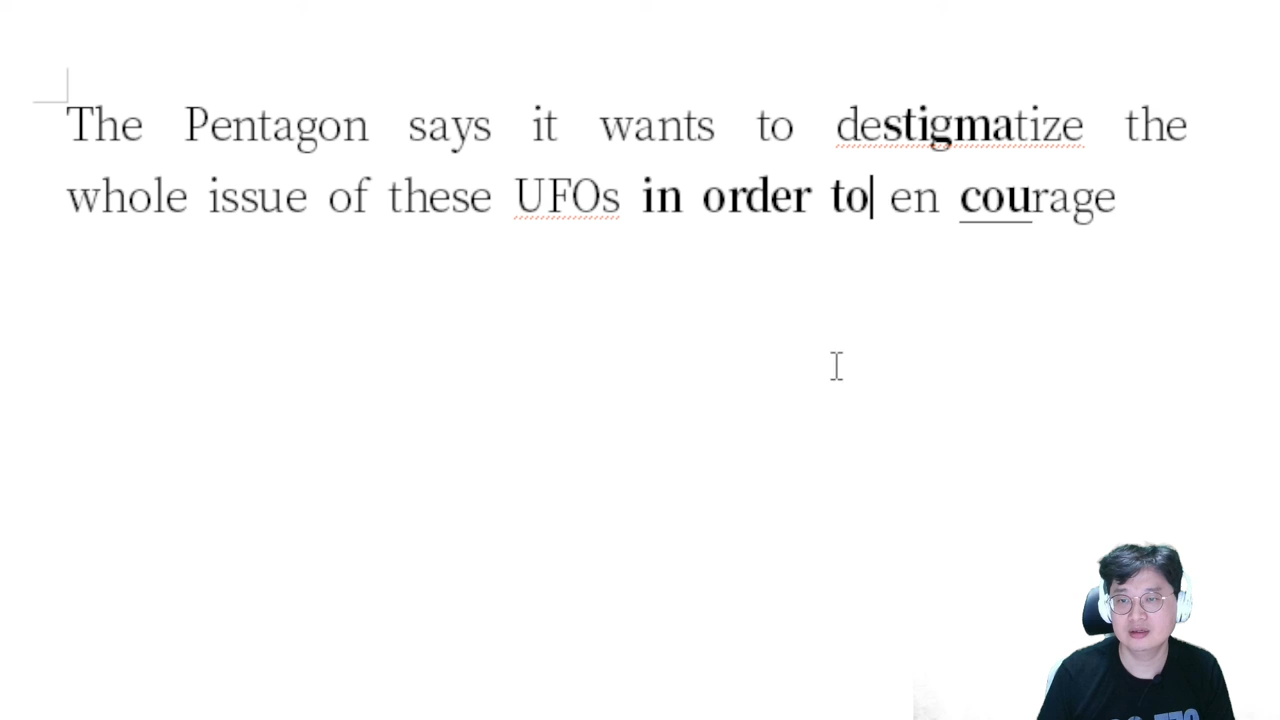 The Pentagon says it wants to destigmatize the
whole issue of these UFOs in order to en courage